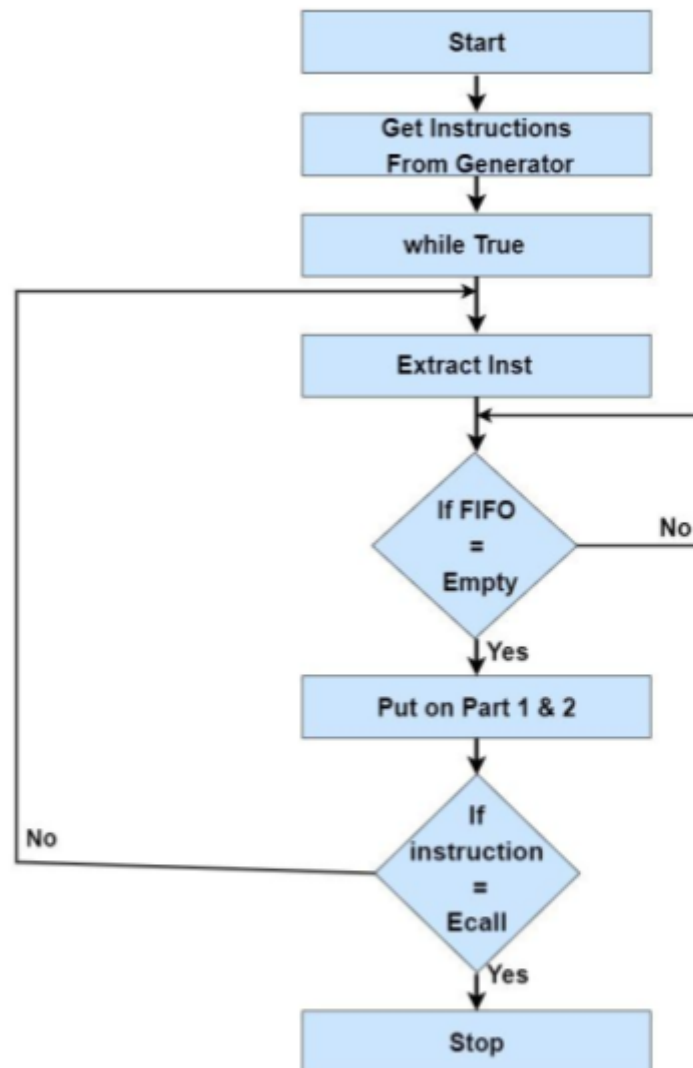 Start
Get Instructions
From Generator
while True
Extract Inst
If FIFO
=
Empty
No
Yes
Put on Part 1 & 2
If
instruction
=
Ecall
No
Yes
Stop